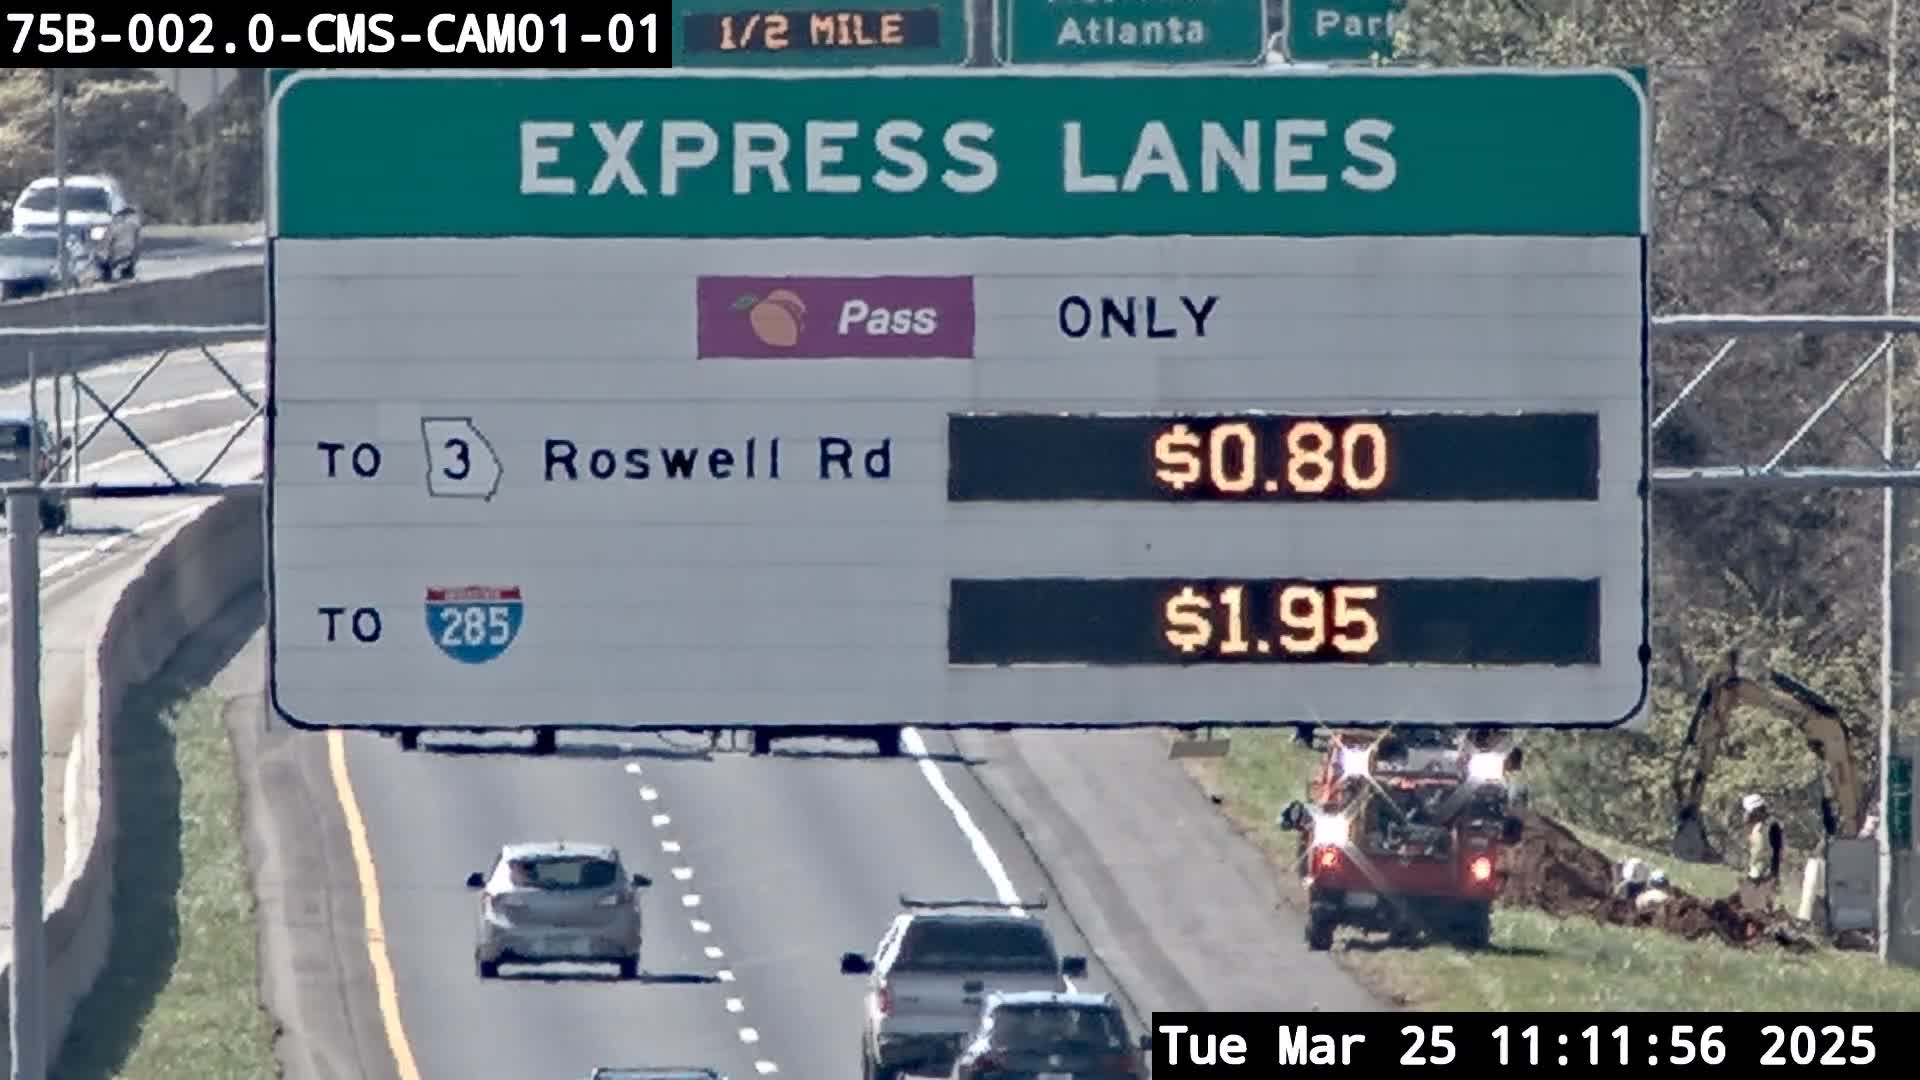 75B-002.0-CMS-CAM01-01
1/2 MILE
Atlanta
EXPRESS LANES
Pass ONLY
TO 3 Roswell Rd $0.80
TO 285 $1.95
Tue Mar 25 11:11:56 2025